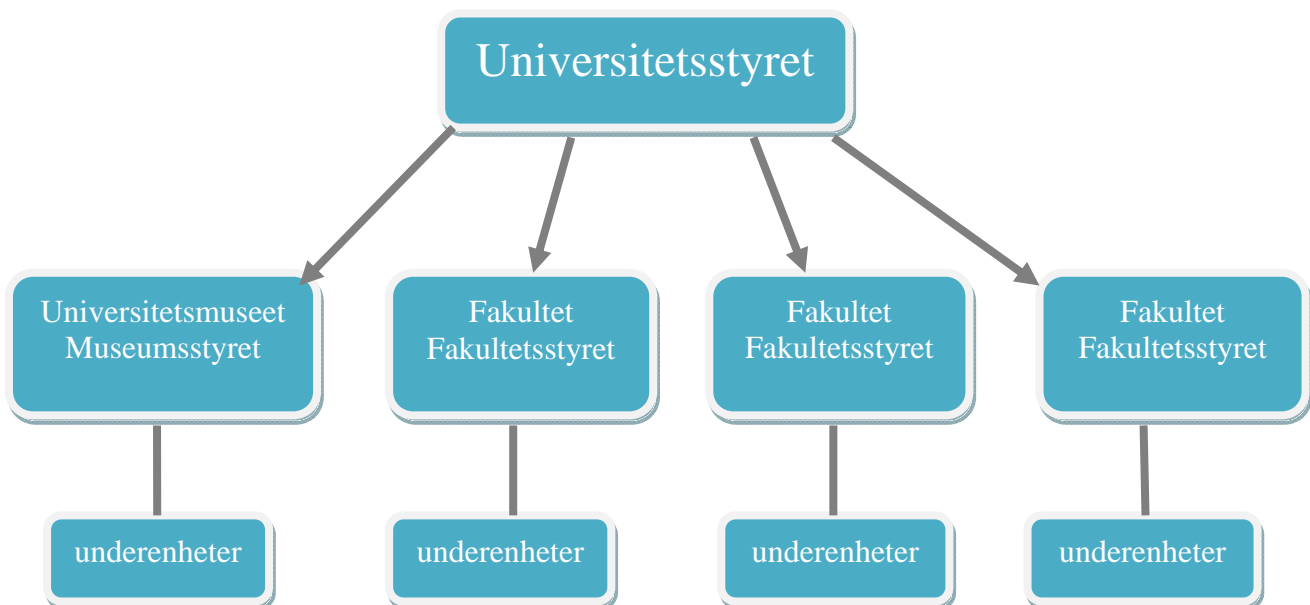 Universitetsstyret
Universitetsmuseet
Museumsstyret
Fakultet
Fakultetsstyret
Fakultet
Fakultetsstyret
Fakultet
Fakultetsstyret
underenheter
underenheter
underenheter
underenheter